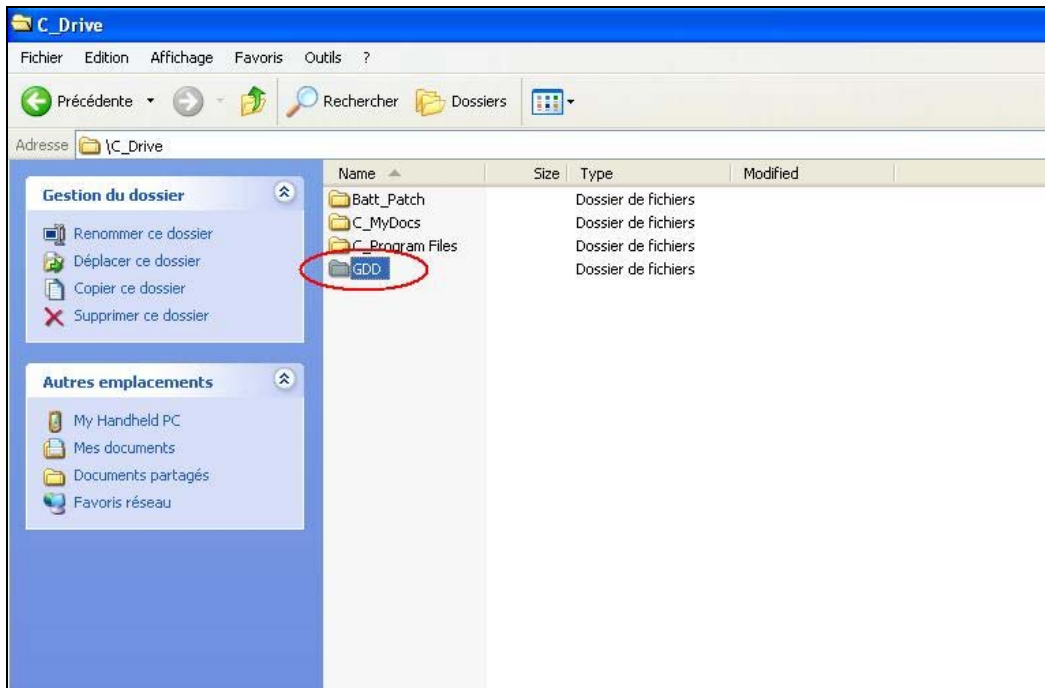 C_Drive
Fichier Edition Affichage Favoris Outils ?
Précédente Rechercher Dossiers
Adresse \C_Drive
Name Size Type Modified
Gestion du dossier
Renommer ce dossier
Déplacer ce dossier
Copier ce dossier
Supprimer ce dossier
Autres emplacements
My Handheld PC
Mes documents
Documents partagés
Favoris réseau
Batt_Patch Dossier de fichiers
C_MyDocs Dossier de fichiers
C_Program Files Dossier de fichiers
GDD Dossier de fichiers